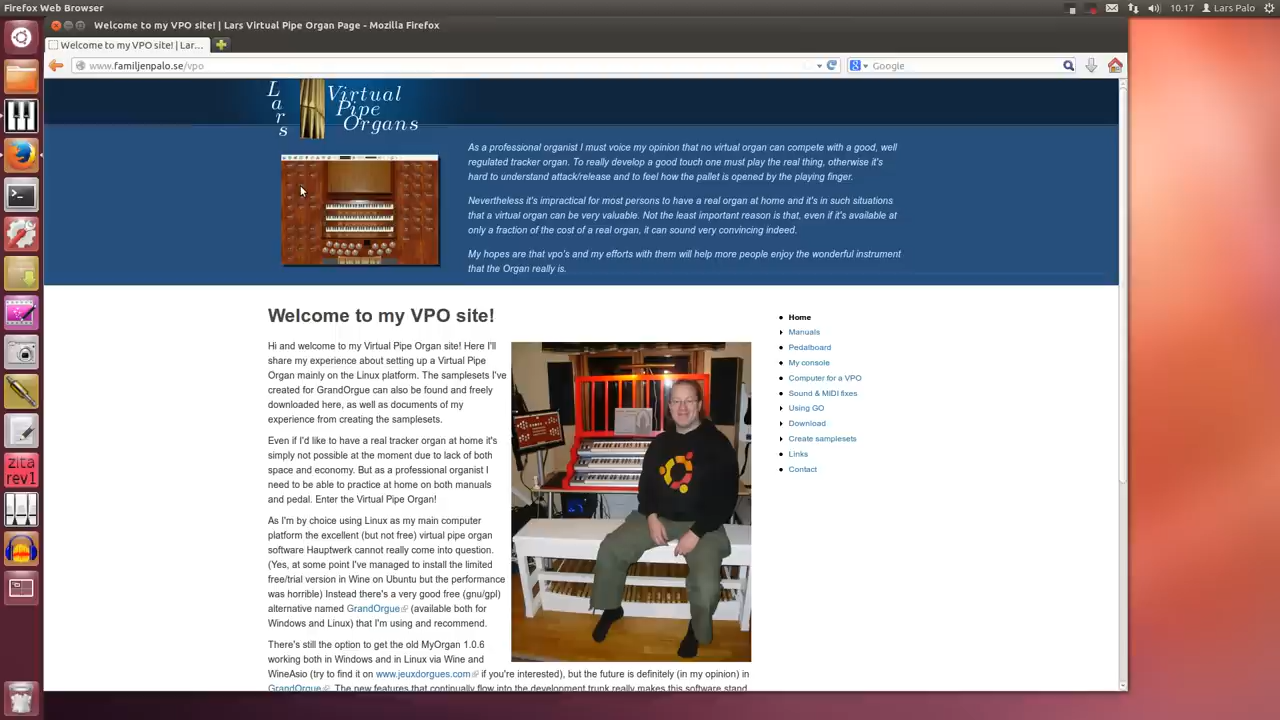 Firefox Web Browser
10.17 Lars Palo
Welcome to my VPO site! | Lars Virtual Pipe Organ Page - Mozilla Firefox
Welcome to my VPO site! | Lar...
www.familjenpalo.se/vpo
Google
Lars
Virtual
Pipe
Organs
As a professional organist I must voice my opinion that no virtual organ can compete with a good, well
regulated tracker organ. To really develop a good touch one must play the real thing, otherwise it's
hard to understand attack/release and to feel how the pallet is opened by the playing finger.
Nevertheless it's impractical for most persons to have a real organ at home and it's in such situations
that a virtual organ can be very valuable. Not the least important reason is that, even if it's available at
only a fraction of the cost of a real organ, it can sound very convincing indeed.
My hopes are that vpo's and my efforts with them will help more people enjoy the wonderful instrument
that the Organ really is.
Welcome to my VPO site!
Hi and welcome to my Virtual Pipe Organ site! Here I'll
share my experience about setting up a Virtual Pipe
Organ mainly on the Linux platform. The samplesets I've
created for GrandOrgue can also be found and freely
downloaded here, as well as documents of my
experience from creating the samplesets.
Even if I'd like to have a real tracker organ at home it's
simply not possible at the moment due to lack of both
space and economy. But as a professional organist I
need to be able to practice at home on both manuals
and pedal. Enter the Virtual Pipe Organ!
As I'm by choice using Linux as my main computer
platform the excellent (but not free) virtual pipe organ
software Hauptwerk cannot really come into question.
(Yes, at some point I've managed to install the limited
free/trial version in Wine on Ubuntu but the performance
was horrible) Instead there's a very good free (gnu/gpl)
alternative named GrandOrgue (available both for
Windows and Linux) that I'm using and recommend.
There's still the option to get the old MyOrgan 1.0.6
working both in Windows and in Linux via Wine and
WineAsio (try to find it on www.jeuxdorgues.com if you're interested), but the future is definitely (in my opinion) in
GrandOrgue. The new features that continually flow into the development trunk really makes this software stand
Home
Manuals
Pedalboard
My console
Computer for a VPO
Sound & MIDI fixes
Using GO
Download
Create samplesets
Links
Contact
zita
rev1